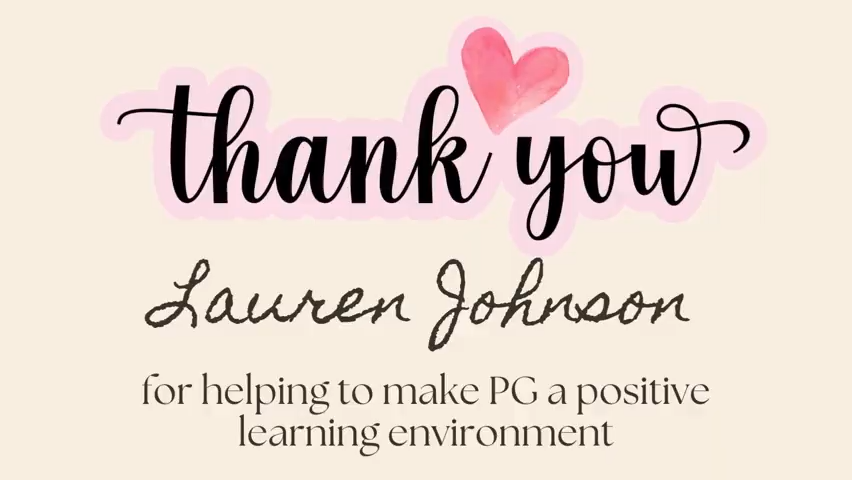 thank you
Lauren Johnson
for helping to make PG a positive
learning environment